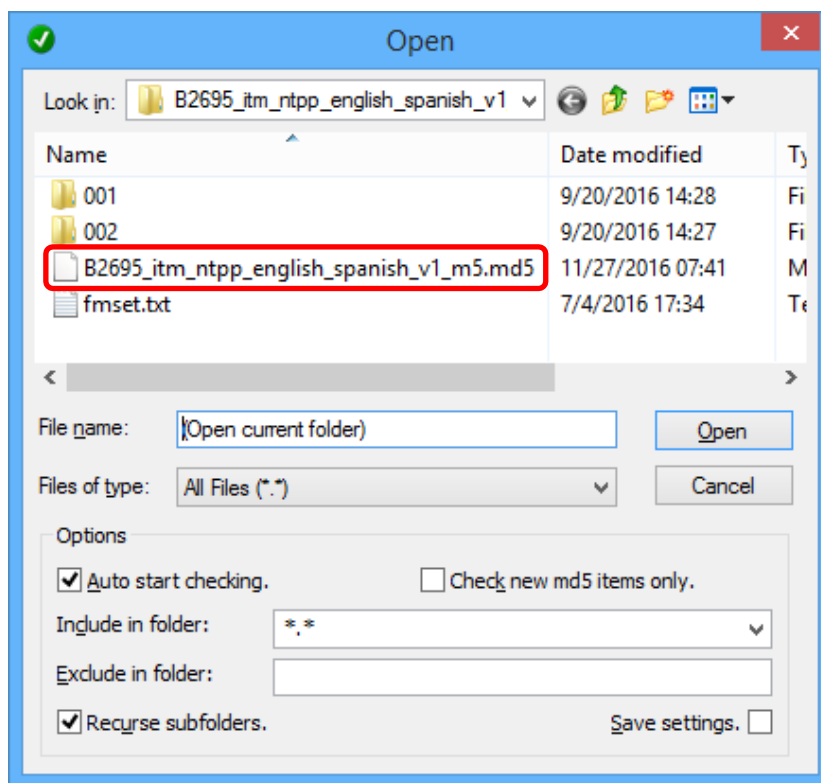 Open
Look in: B2695_itm_ntpp_english_spanish_v1
Name Date modified Ty
001 9/20/2016 14:28 Fi
002 9/20/2016 14:27 Fi
B2695_itm_ntpp_english_spanish_v1_m5.md5 11/27/2016 07:41 M
fmset.txt 7/4/2016 17:34 Te
File name: (Open current folder) Open
Files of type: All Files (*.*) Cancel
Options
Auto start checking. Check new md5 items only.
Include in folder: *.*
Exclude in folder:
Recurse subfolders. Save settings.